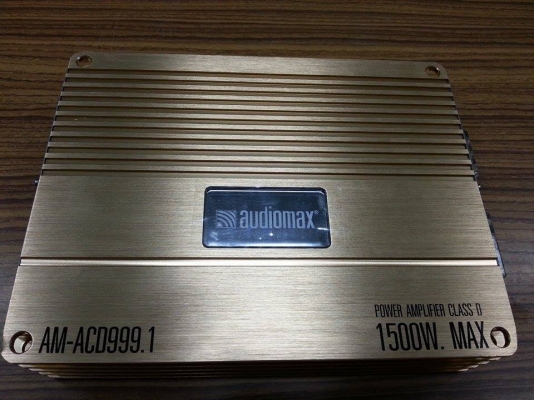 audiomax®
POWER AMPLIFIER CLASS D
AM-ACD999.1
1500W. MAX